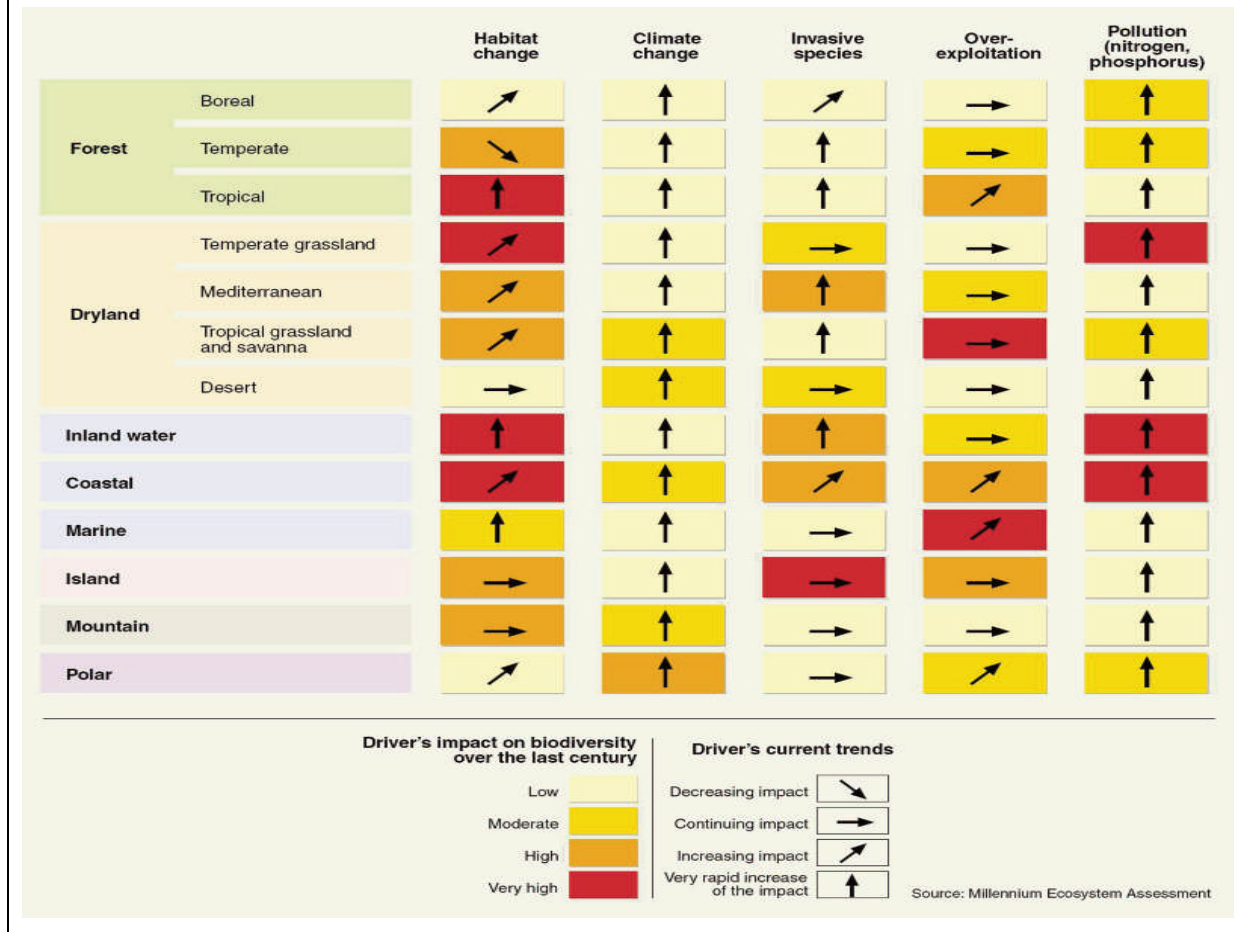 Habitat
change
Climate
change
Invasive
species
Over-
exploitation
Pollution
(nitrogen,
phosphorus)
Forest
Boreal
Temperate
Tropical
Dryland
Temperate grassland
Mediterranean
Tropical grassland
and savanna
Desert
Inland water
Coastal
Marine
Island
Mountain
Polar
Driver's impact on biodiversity
over the last century
Low
Moderate
High
Very high
Driver's current trends
Decreasing impact
Continuing impact
Increasing impact
Very rapid increase
of the impact
Source: Millennium Ecosystem Assessment